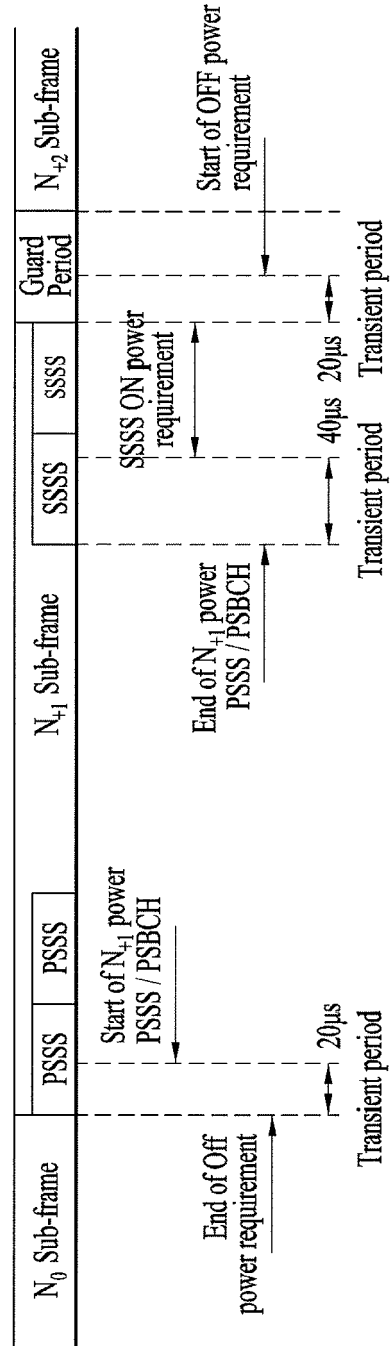 N0 Sub-frame
PSSS
PSSS
N+1 Sub-frame
SSSS
SSSS
Guard
Period
N+2 Sub-frame
End of Off
power requirement
Start of N+1 power
PSSS / PSBCH
End of N+1 power
PSSS / PSBCH
SSSS ON power
requirement
Start of OFF power
requirement
20μs
Transient period
40μs
Transient period
20μs
Transient period